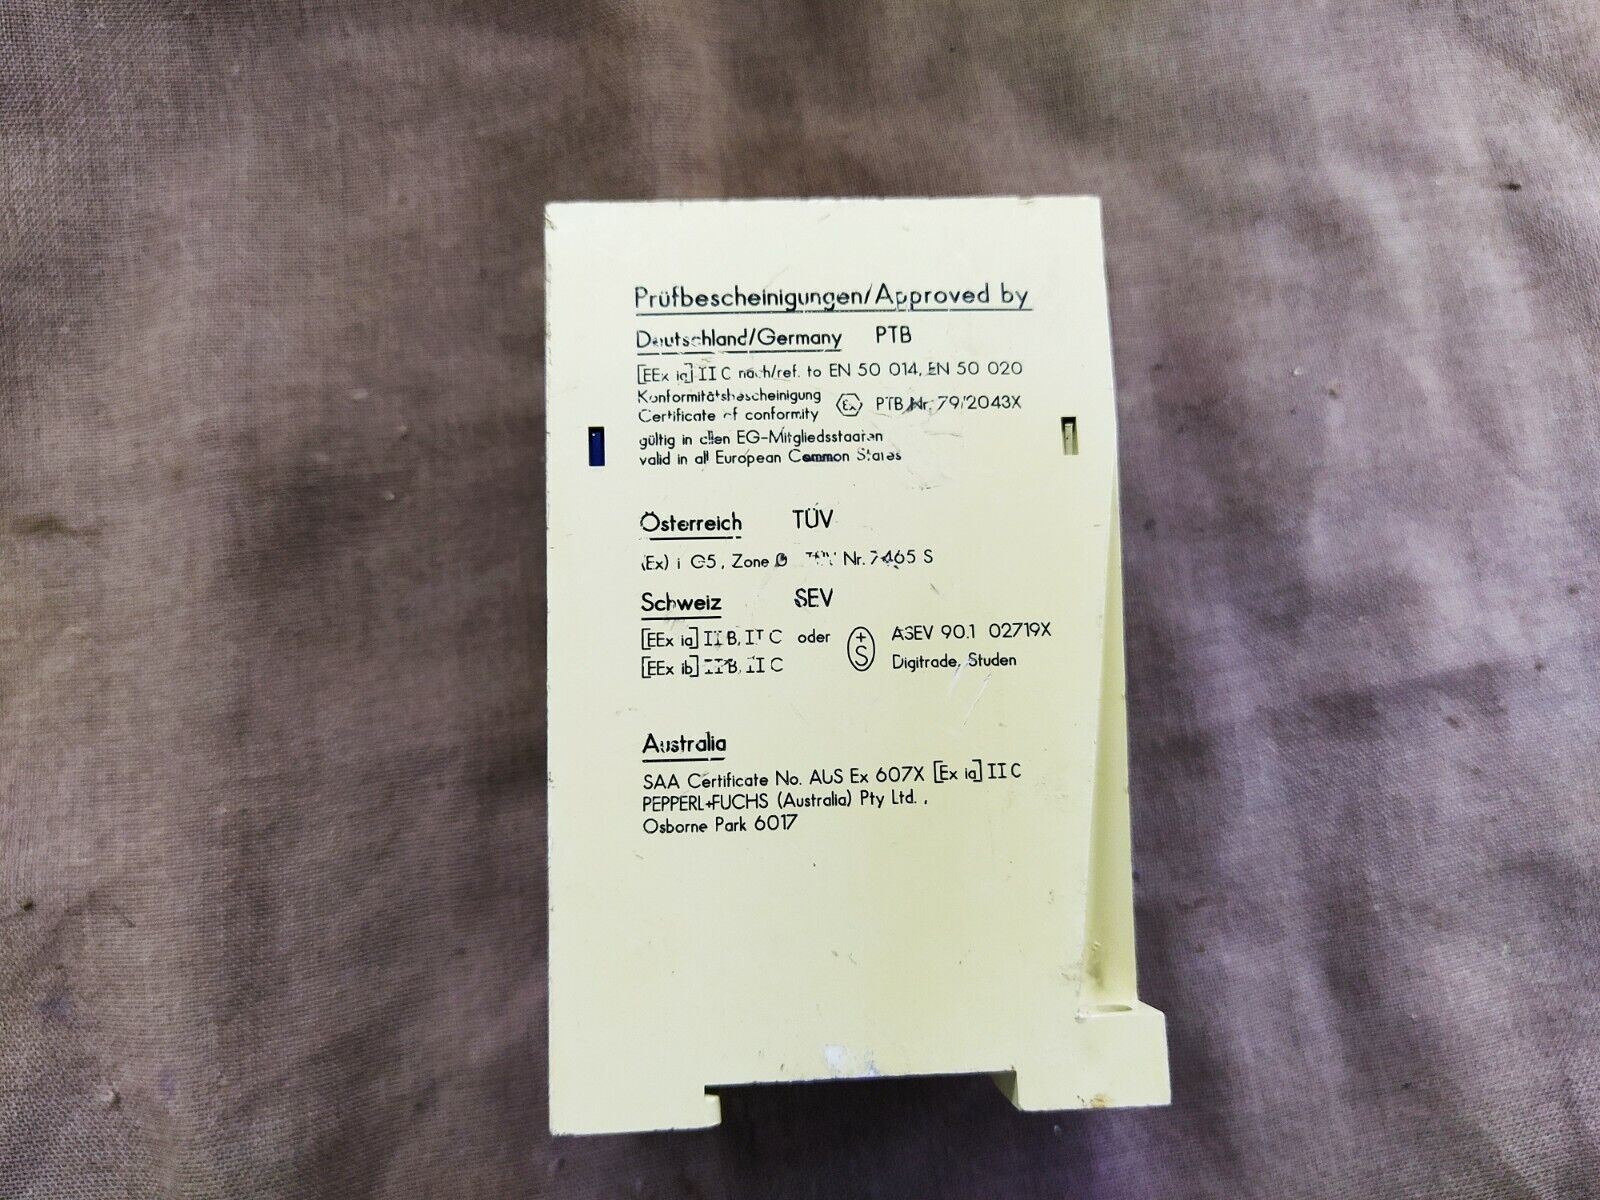 Prüfbescheinigungen/Approved by
Deutschland/Germany PTB
[EEx ia] II C nach/ref. to EN 50 014, EN 50 020
Konformitätsbescheinigung
Certificate of conformity Ex PTB Nr. 79/2043X
gültig in allen EG-Mitgliedsstaaten
valid in all European Common States
Österreich TÜV
(Ex) i G5, Zone 0 Nr. 7465 S
Schweiz SEV
[EEx ia] II B, II C oder + S ASEV 90.1 02719X
[EEx ib] II B, II C Digitrade, Studen
Australia
SAA Certificate No. AUS Ex 607X [Ex ia] II C
PEPPERL+FUCHS (Australia) Pty Ltd.,
Osborne Park 6017